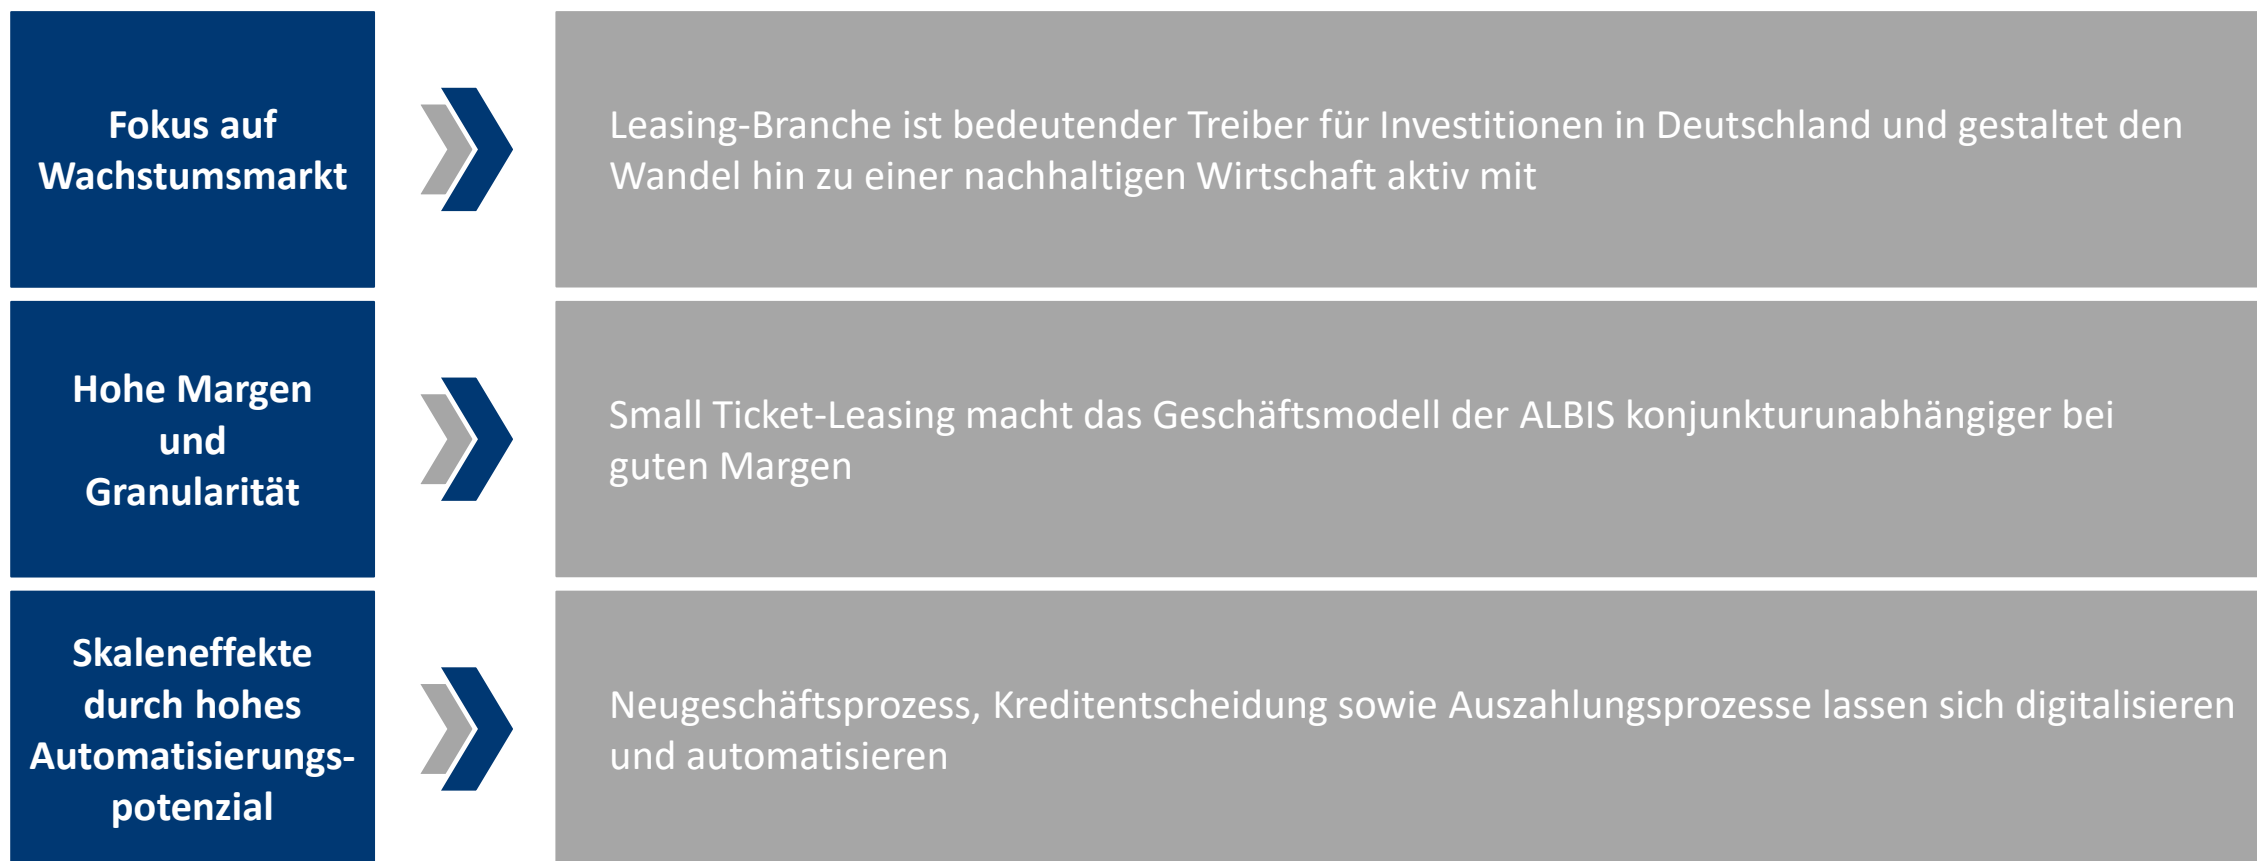 Fokus auf
Wachstumsmarkt
Leasing-Branche ist bedeutender Treiber für Investitionen in Deutschland und gestaltet den
Wandel hin zu einer nachhaltigen Wirtschaft aktiv mit
Hohe Margen
und
Granularität
Small Ticket-Leasing macht das Geschäftsmodell der ALBIS konjunkturunabhängiger bei
guten Margen
Skaleneffekte
durch hohes
Automatisierungs-
potenzial
Neugeschäftsprozess, Kreditentscheidung sowie Auszahlungsprozesse lassen sich digitalisieren
und automatisieren